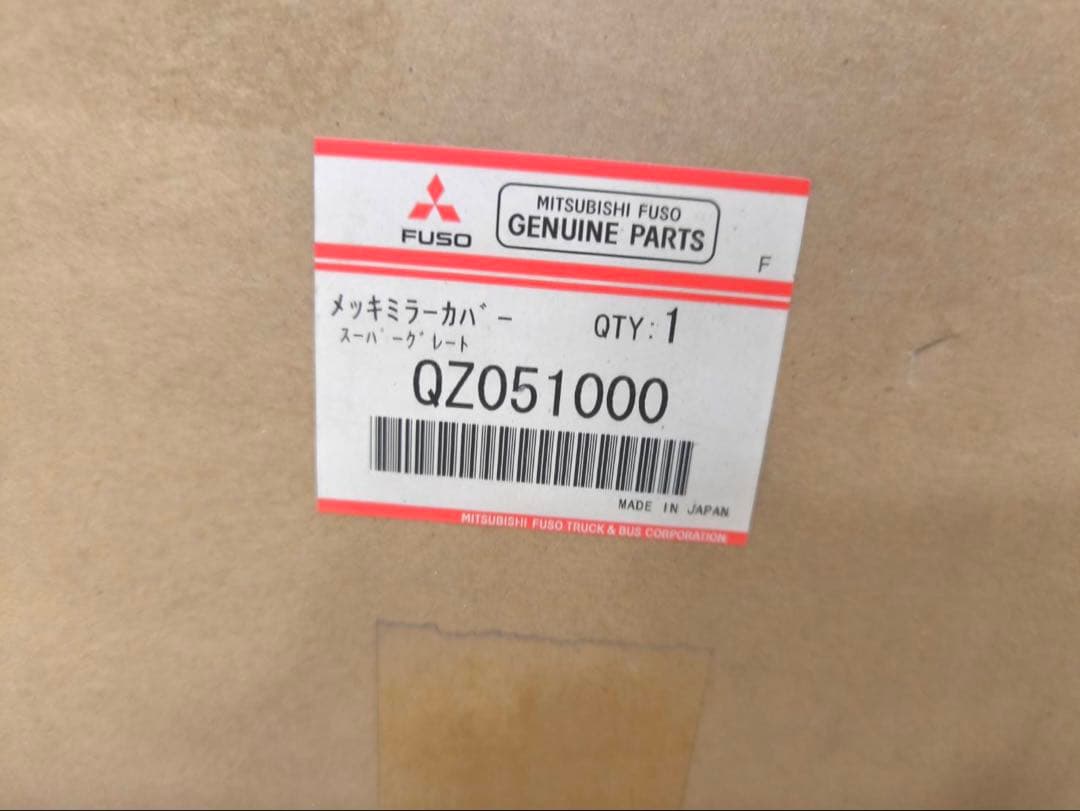 FUSO
MITSUBISHI FUSO
GENUINE PARTS
F
メッキミラーカバー
QTY:1
スーパーグレート
QZ051000
MADE IN JAPAN
MITSUBISHI FUSO TRUCK & BUS CORPORATION